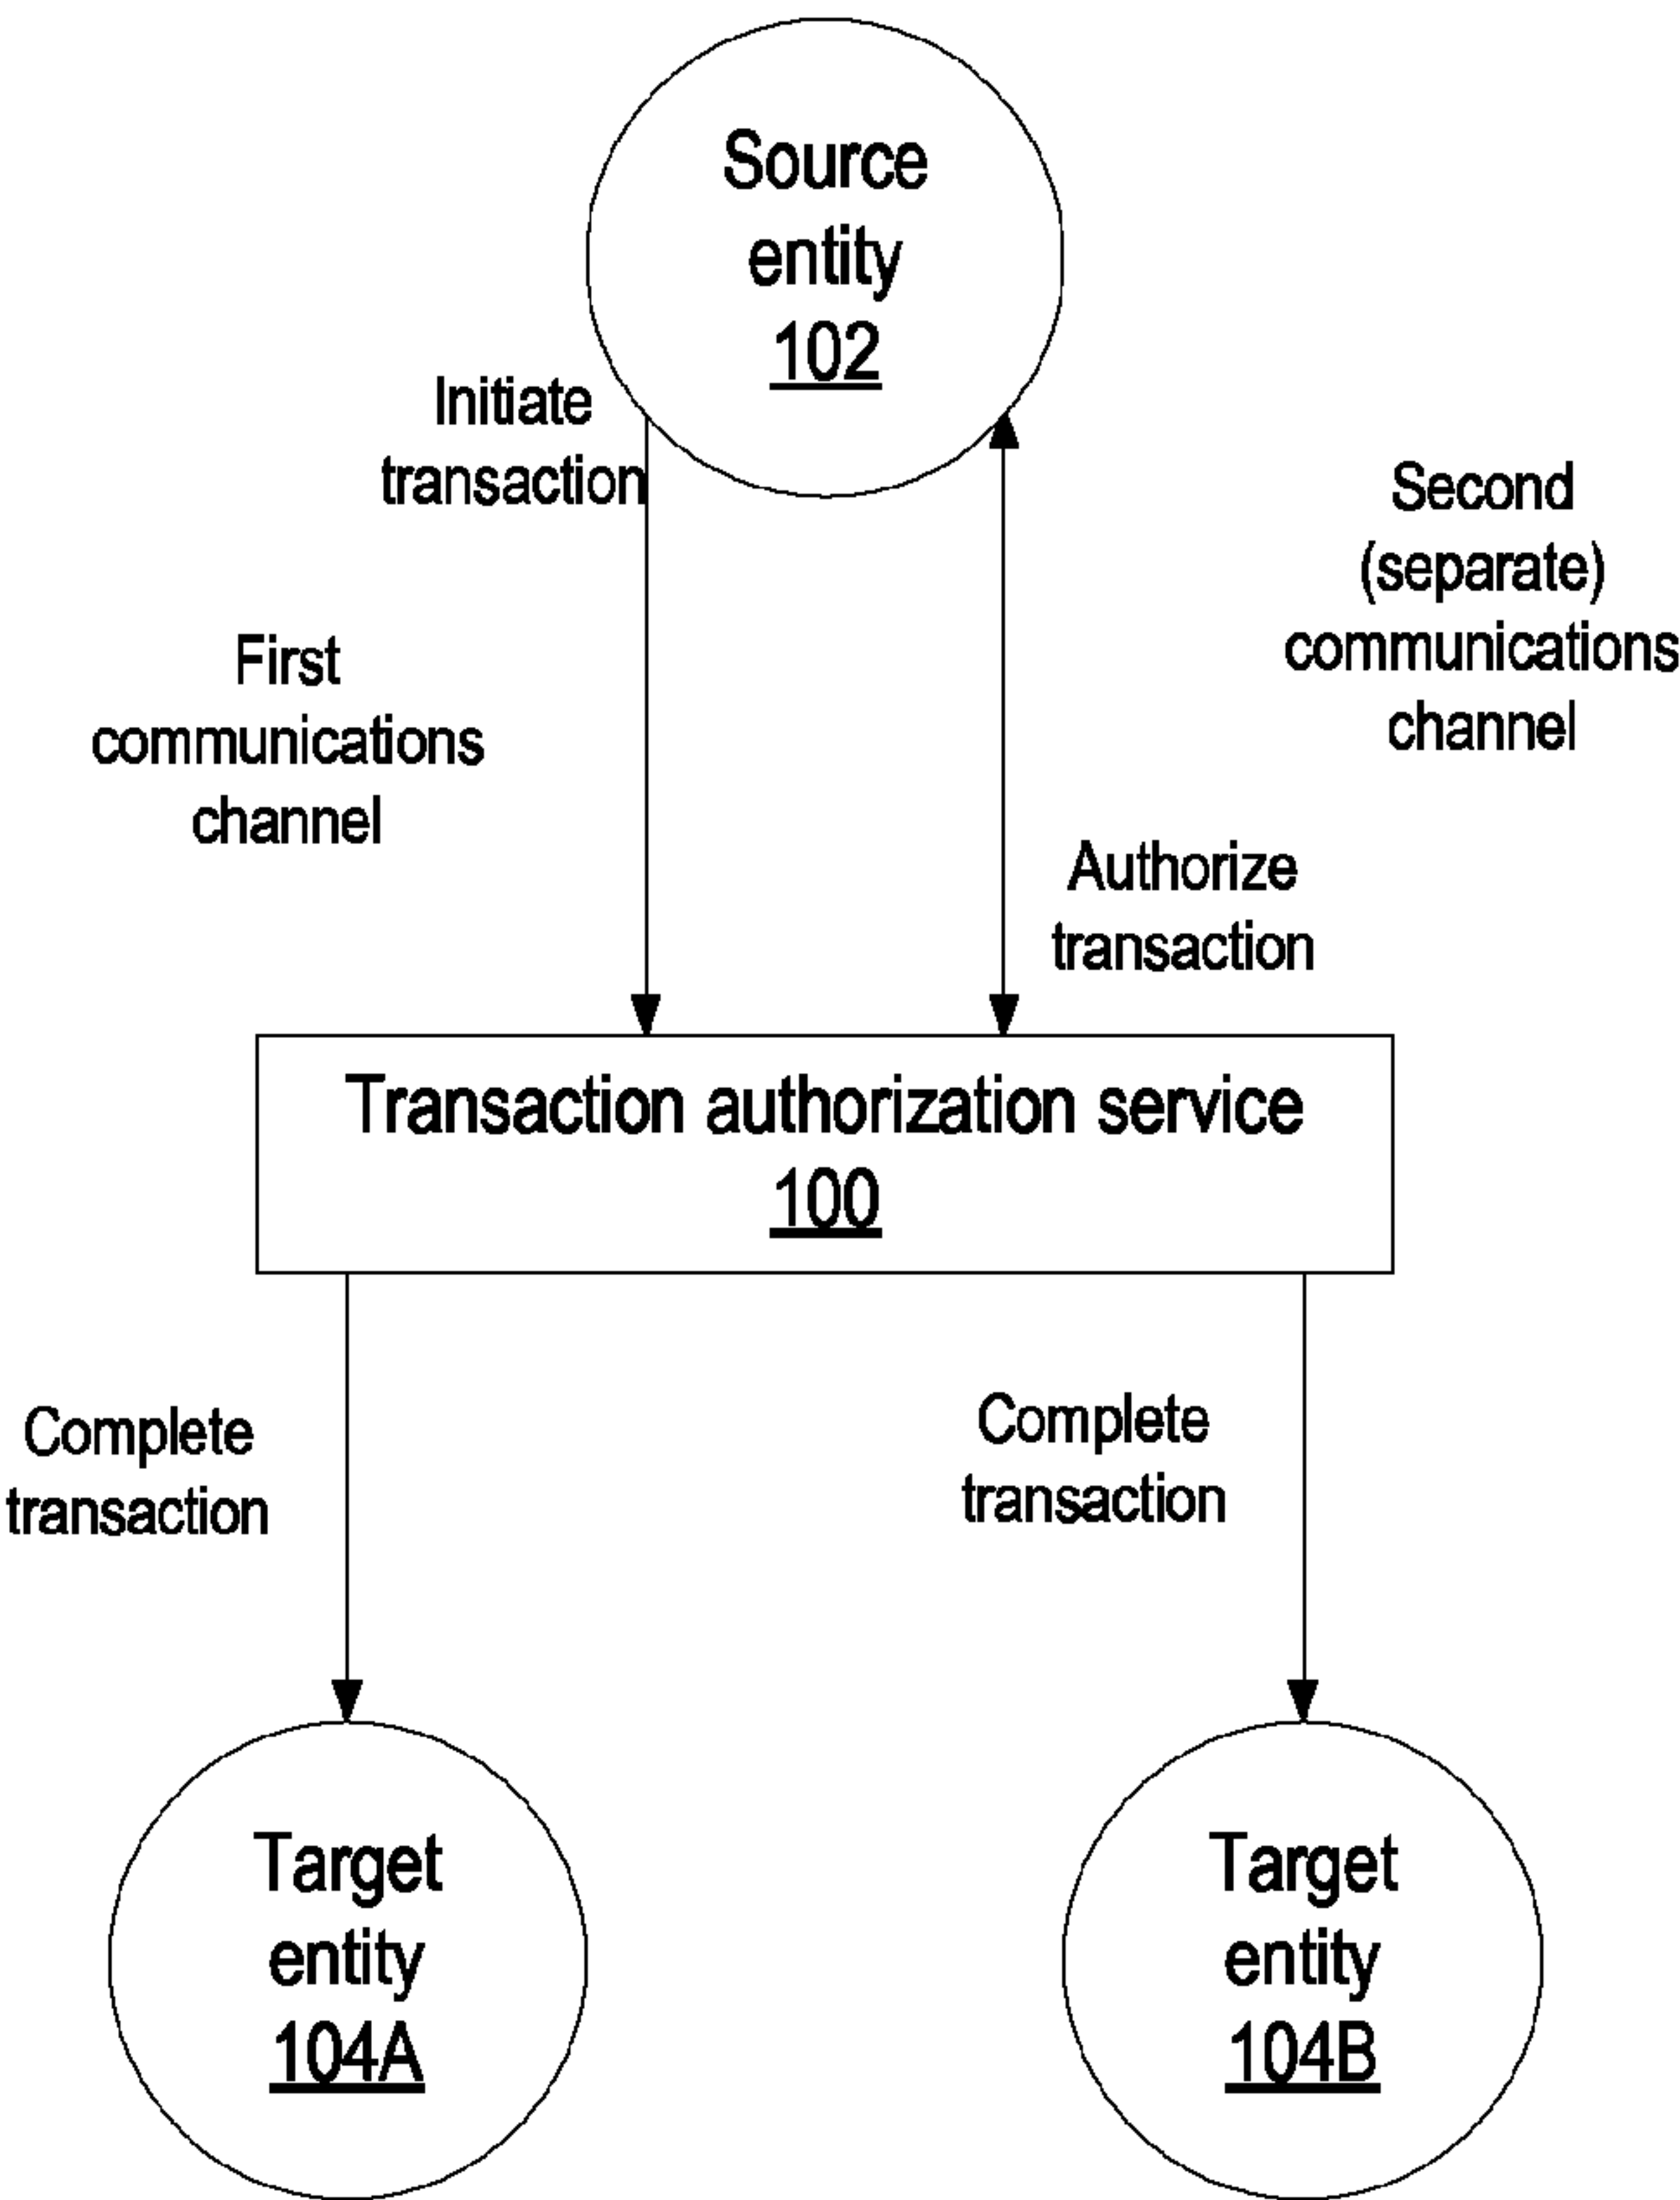 Source
entity
102
Initiate
transaction
Second
(separate)
communications
channel
First
communications
channel
Authorize
transaction
Transaction authorization service
100
Complete
transaction
Complete
transaction
Target
entity
104A
Target
entity
104B